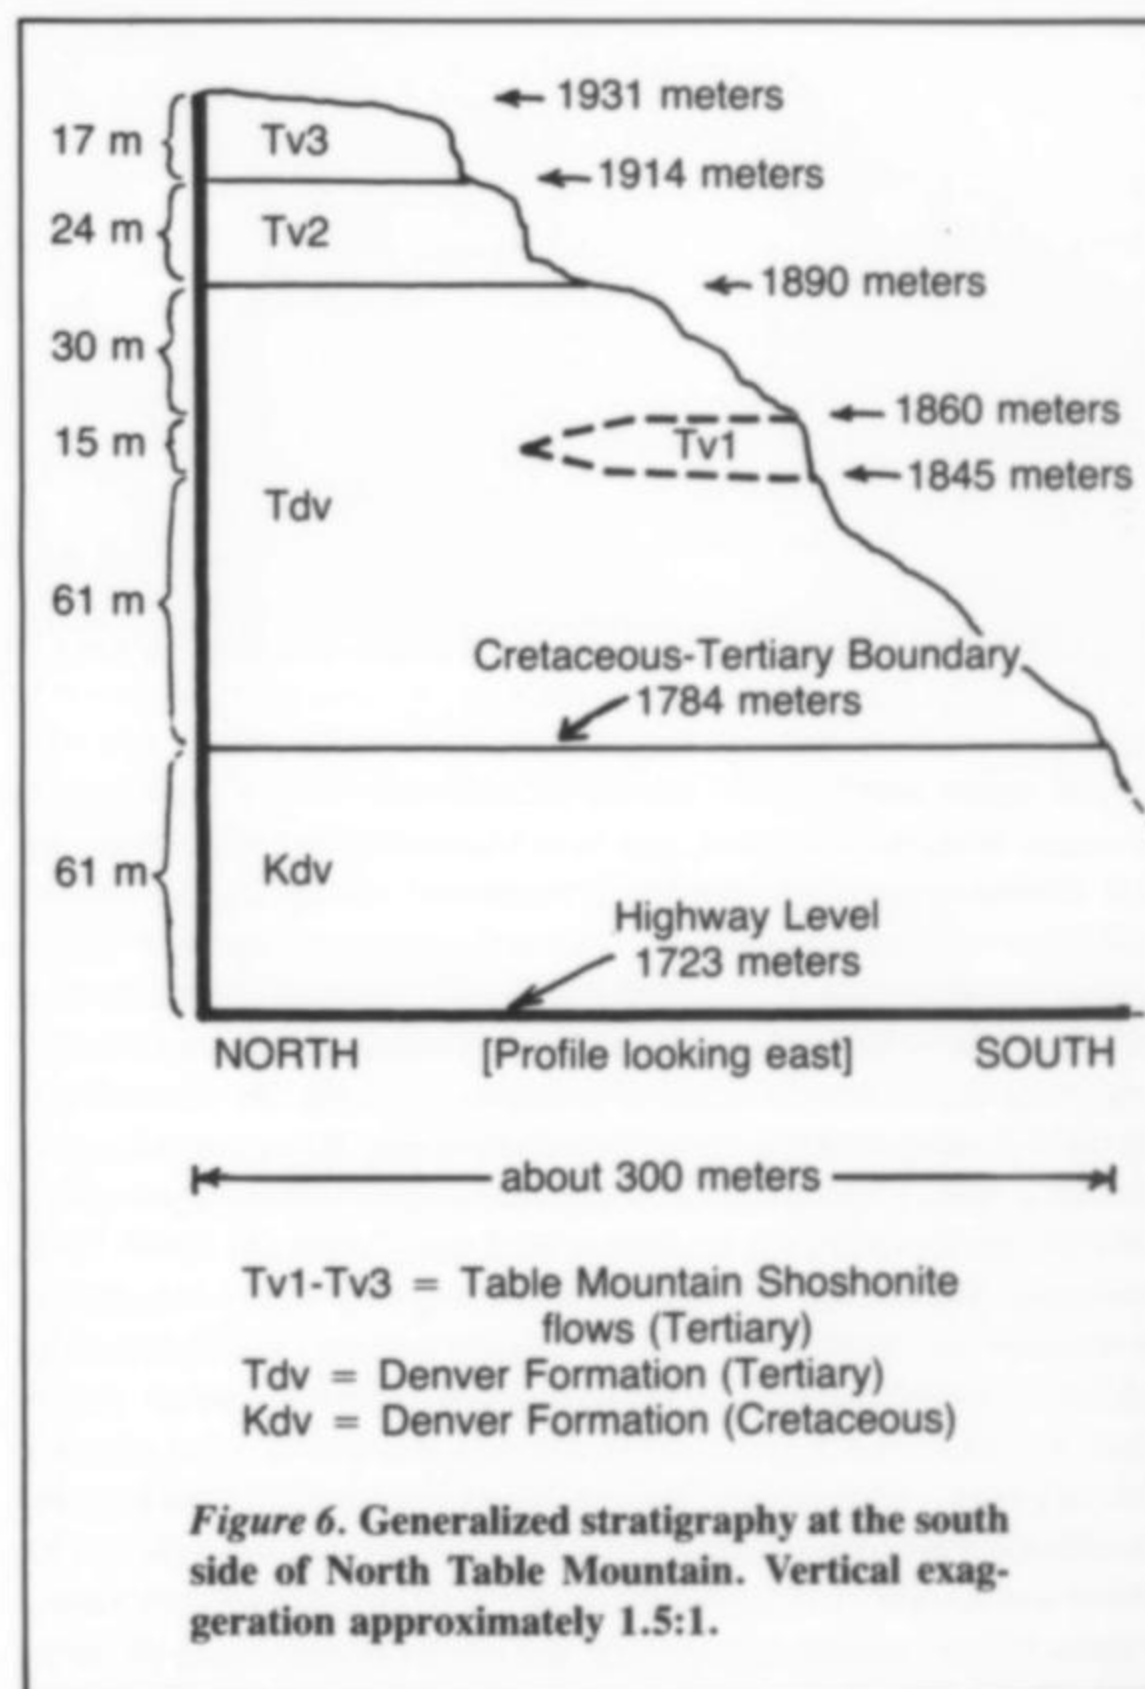 1931 meters
17 m
Tv3
1914 meters
24 m
Tv2
1890 meters
30 m
1860 meters
15 m
Tv1
1845 meters
Tdv
61 m
Cretaceous-Tertiary Boundary
1784 meters
61 m
Kdv
Highway Level
1723 meters
NORTH [Profile looking east] SOUTH
about 300 meters
Tv1-Tv3 = Table Mountain Shoshonite
flows (Tertiary)
Tdv = Denver Formation (Tertiary)
Kdv = Denver Formation (Cretaceous)
Figure 6. Generalized stratigraphy at the south
side of North Table Mountain. Vertical exag-
geration approximately 1.5:1.